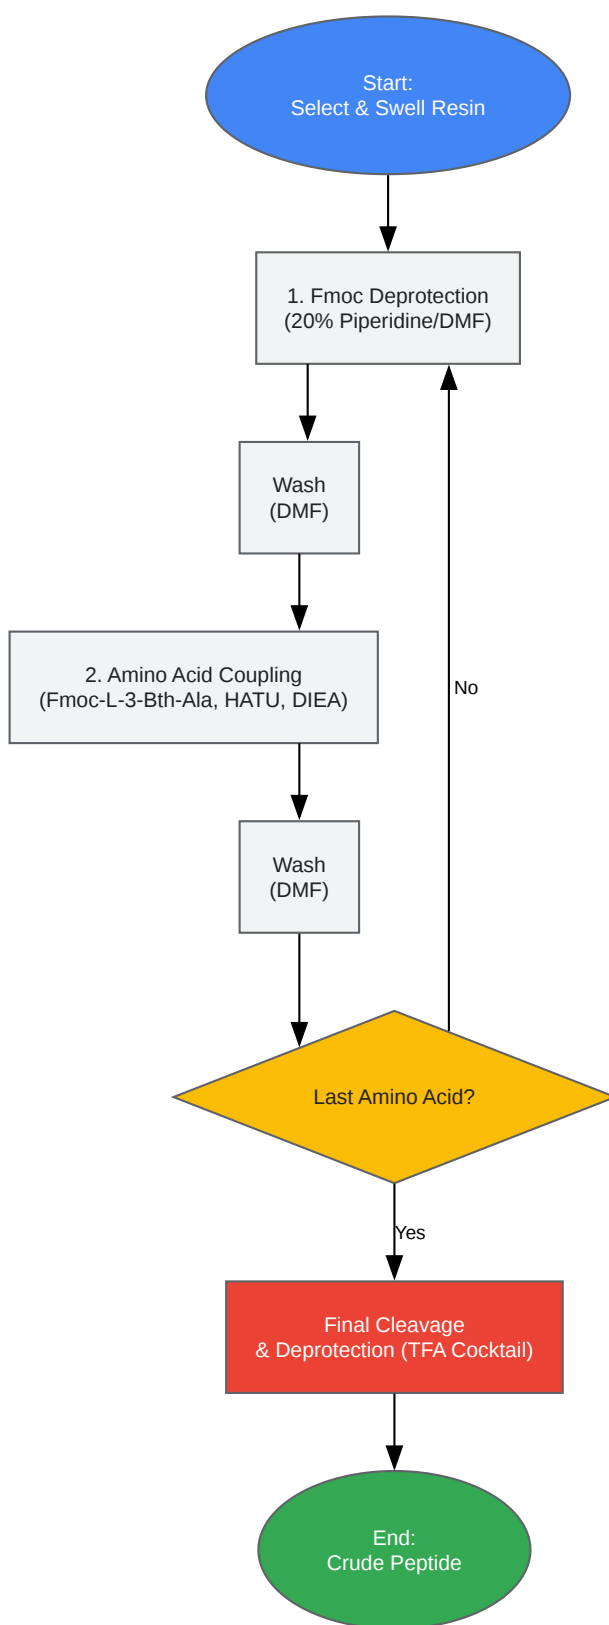 Start:
Select & Swell Resin
1. Fmoc Deprotection
(20% Piperidine/DMF)
Wash
(DMF)
2. Amino Acid Coupling
(Fmoc-L-3-Bth-Ala, HATU, DIEA)
No
Wash
(DMF)
Last Amino Acid?
Yes
Final Cleavage
& Deprotection (TFA Cocktail)
End:
Crude Peptide